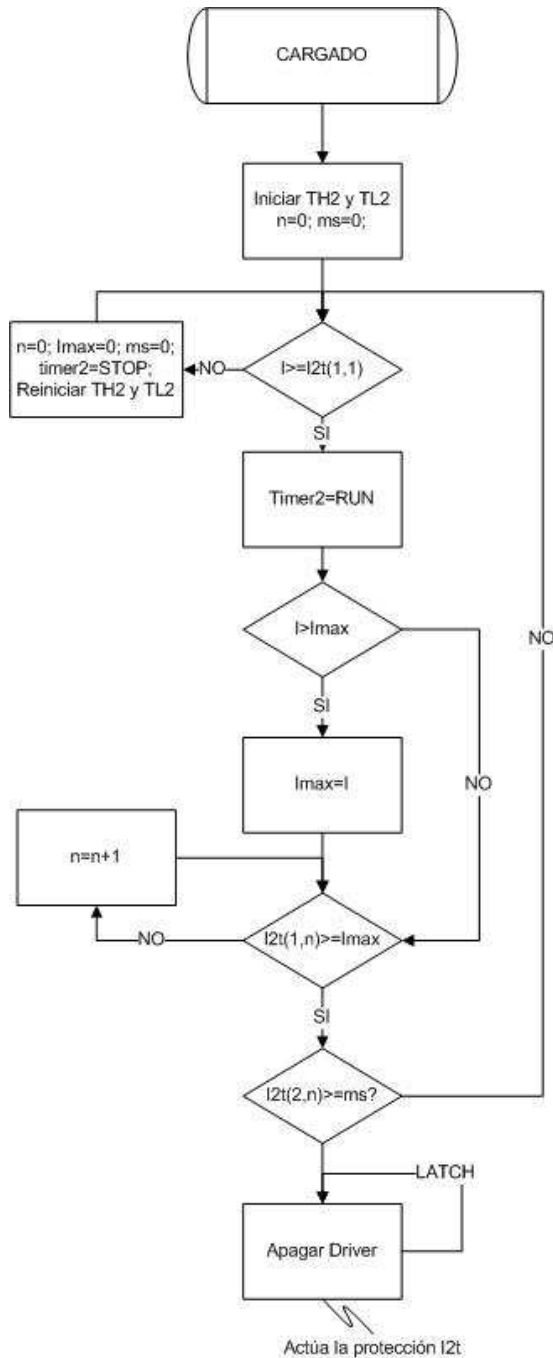 CARGADO
Iniciar TH2 y TL2
n=0; ms=0;
n=0; Imax=0; ms=0;
timer2=STOP;
Reiniciar TH2 y TL2
NO
I>=I2t(1,1)
SI
Timer2=RUN
I>Imax
NO
SI
Imax=I
NO
n=n+1
NO
I2t(1,n)>=Imax
SI
I2t(2,n)>=ms?
LATCH
Apagar Driver
Actúa la protección I2t